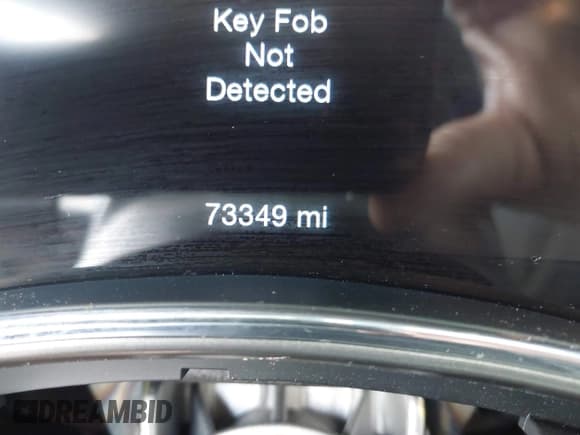 Key Fob
Not
Detected
73349 mi
DREAMBID